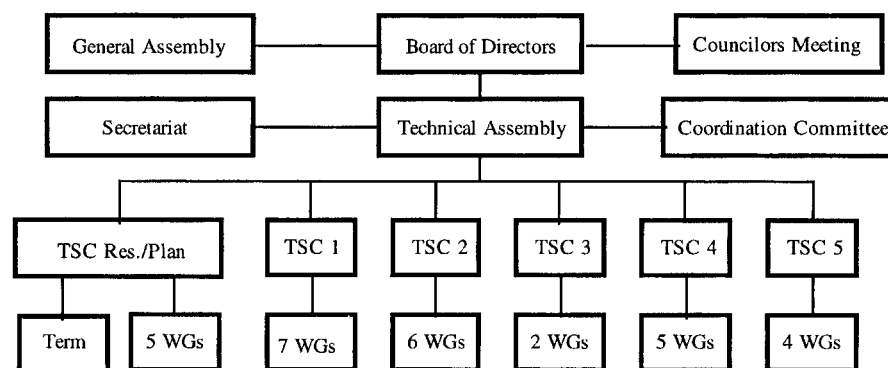 General Assembly
Board of Directors
Councilors Meeting
Secretariat
Technical Assembly
Coordination Committee
TSC Res./Plan
TSC 1
TSC 2
TSC 3
TSC 4
TSC 5
Term
5 WGs
7 WGs
6 WGs
2 WGs
5 WGs
4 WGs